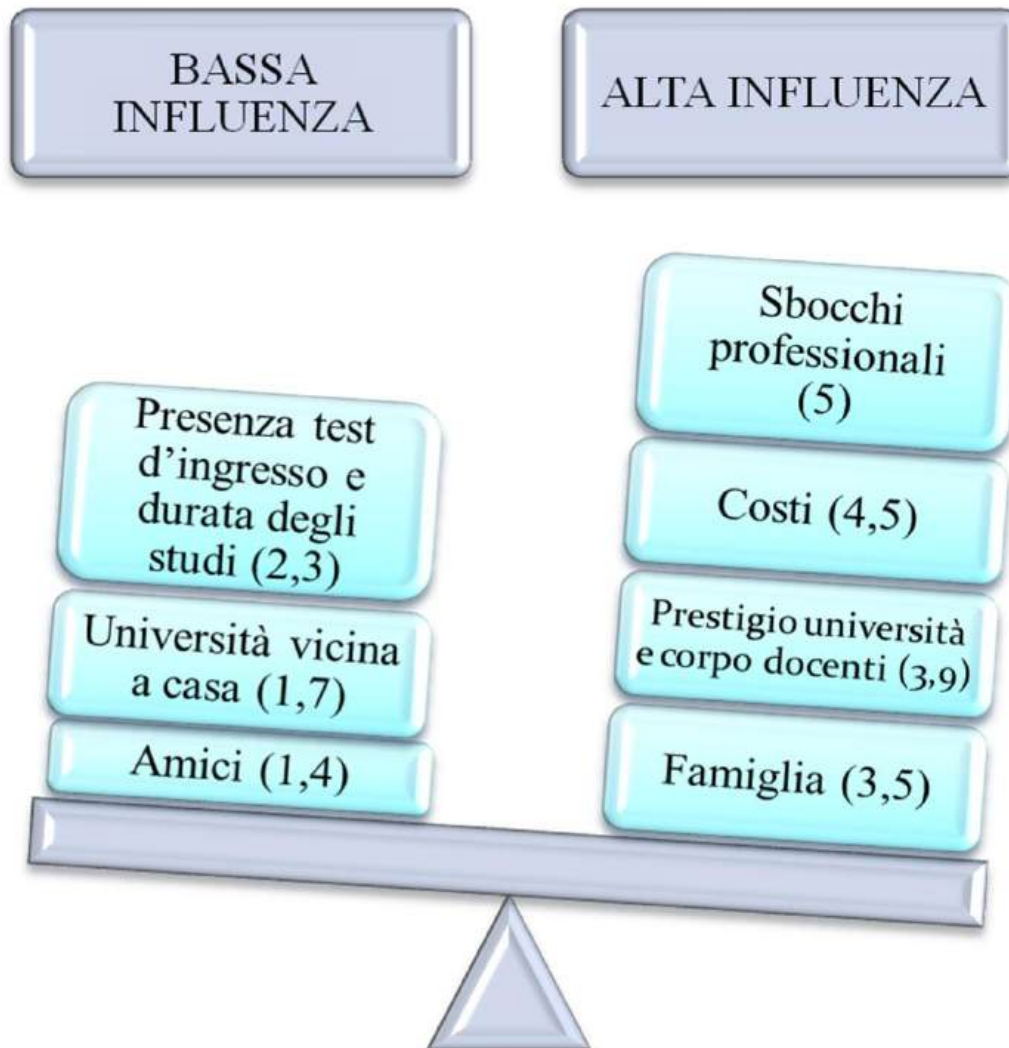 BASSA
INFLUENZA
ALTA INFLUENZA
Presenza test
d'ingresso e
durata degli
studi (2,3)
Università vicina
a casa (1,7)
Amici (1,4)
Sbocchi
professionali
(5)
Costi (4,5)
Prestigio università
e corpo docenti (3,9)
Famiglia (3,5)